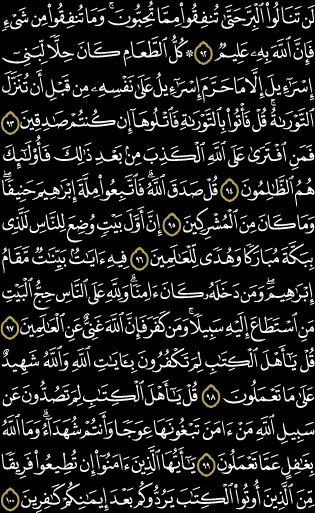 لَن تَنَالُوا۟ ٱلْبِرَّ حَتَّىٰ تُنفِقُوا۟ مِمَّا تُحِبُّونَ ۚ وَمَا تُنفِقُوا۟ مِن شَىْءٍ
فَإِنَّ ٱللَّهَ بِهِۦ عَلِيمٌ ۝٩٢ ۞ كُلُّ ٱلطَّعَامِ كَانَ حِلًّا لِّبَنِىٓ
إِسْرَٰٓءِيلَ إِلَّا مَا حَرَّمَ إِسْرَٰٓءِيلُ عَلَىٰ نَفْسِهِۦ مِن قَبْلِ أَن تُنَزَّلَ
ٱلتَّوْرَىٰةُ ۗ قُلْ فَأْتُوا۟ بِٱلتَّوْرَىٰةِ فَٱتْلُوهَآ إِن كُنتُمْ صَٰدِقِينَ ۝٩٣
فَمَنِ ٱفْتَرَىٰ عَلَى ٱللَّهِ ٱلْكَذِبَ مِنۢ بَعْدِ ذَٰلِكَ فَأُو۟لَٰٓئِكَ
هُمُ ٱلظَّٰلِمُونَ ۝٩٤ قُلْ صَدَقَ ٱللَّهُ ۗ فَٱتَّبِعُوا۟ مِلَّةَ إِبْرَٰهِيمَ حَنِيفًا
وَمَا كَانَ مِنَ ٱلْمُشْرِكِينَ ۝٩٥ إِنَّ أَوَّلَ بَيْتٍ وُضِعَ لِلنَّاسِ لَلَّذِى
بِبَكَّةَ مُبَارَكًا وَهُدًى لِّلْعَٰلَمِينَ ۝٩٦ فِيهِ ءَايَٰتٌۢ بَيِّنَٰتٌ مَّقَامُ
إِبْرَٰهِيمَ ۖ وَمَن دَخَلَهُۥ كَانَ ءَامِنًا ۗ وَلِلَّهِ عَلَى ٱلنَّاسِ حِجُّ ٱلْبَيْتِ
مَنِ ٱسْتَطَاعَ إِلَيْهِ سَبِيلًا ۚ وَمَن كَفَرَ فَإِنَّ ٱللَّهَ غَنِىٌّ عَنِ ٱلْعَٰلَمِينَ ۝٩٧
قُلْ يَٰٓأَهْلَ ٱلْكِتَٰبِ لِمَ تَكْفُرُونَ بِـَٔايَٰتِ ٱللَّهِ وَٱللَّهُ شَهِيدٌ
عَلَىٰ مَا تَعْمَلُونَ ۝٩٨ قُلْ يَٰٓأَهْلَ ٱلْكِتَٰبِ لِمَ تَصُدُّونَ عَن
سَبِيلِ ٱللَّهِ مَنْ ءَامَنَ تَبْغُونَهَا عِوَجًا وَأَنتُمْ شُهَدَآءُ ۗ وَمَا ٱللَّهُ
بِغَٰفِلٍ عَمَّا تَعْمَلُونَ ۝٩٩ يَٰٓأَيُّهَا ٱلَّذِينَ ءَامَنُوٓا۟ إِن تُطِيعُوا۟ فَرِيقًا
مِّنَ ٱلَّذِينَ أُوتُوا۟ ٱلْكِتَٰبَ يَرُدُّوكُم بَعْدَ إِيمَٰنِكُمْ كَٰفِرِينَ ۝١٠٠